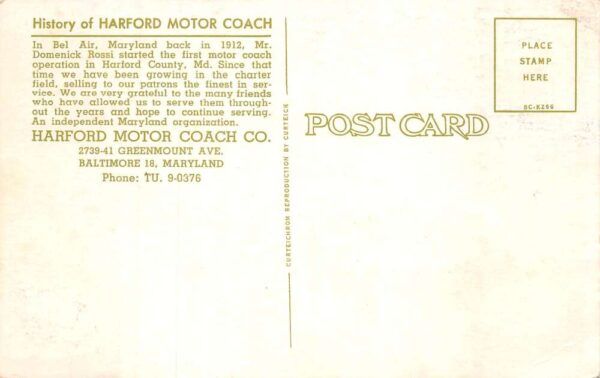 History of HARFORD MOTOR COACH
In Bel Air, Maryland back in 1912, Mr.
Domenick Rossi started the first motor coach
operation in Harford County, Md. Since that
time we have been growing in the charter
field, selling to our patrons the finest in ser-
vice. We are very grateful to the many friends
who have allowed us to serve them through-
out the years and hope to continue serving.
An independent Maryland organization.
HARFORD MOTOR COACH CO.
2739-41 GREENMOUNT AVE.
BALTIMORE 18, MARYLAND
Phone: TU. 9-0376
CURTEICHROM REPRODUCTION BY CURTEICH
POST CARD
PLACE
STAMP
HERE
8C-K296